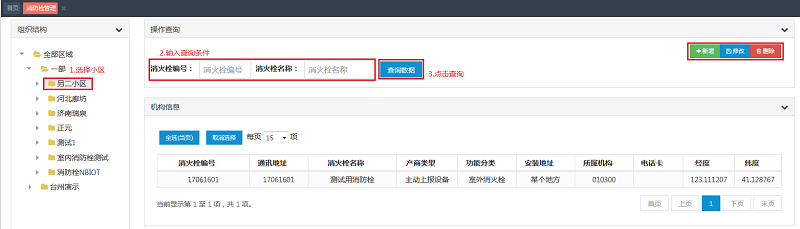 首页 消防栓管理
组织结构
全部区域
一部 1.选择小区
另二小区
河北廊坊
济南瑞泉
正元
测试1
室内消防栓测试
消防栓NBIOT
台州演示
操作查询
2.输入查询条件
新增 修改 删除
消火栓编号： 消火栓编号 消火栓名称： 消火栓名称 查询数据 3.点击查询
机构信息
全选(当页) 取消选择 每页 15 项
消火栓编号 通讯地址 消火栓名称 产商类型 功能分类 安装地址 所属机构 电话卡 经度 纬度
17061601 17061601 测试用消防栓 主动上报设备 室外消火栓 某个地方 010300 123.111207 41.128767
当前显示第 1 至 1 项，共 1 项。
首页 上页 1 下页 末页